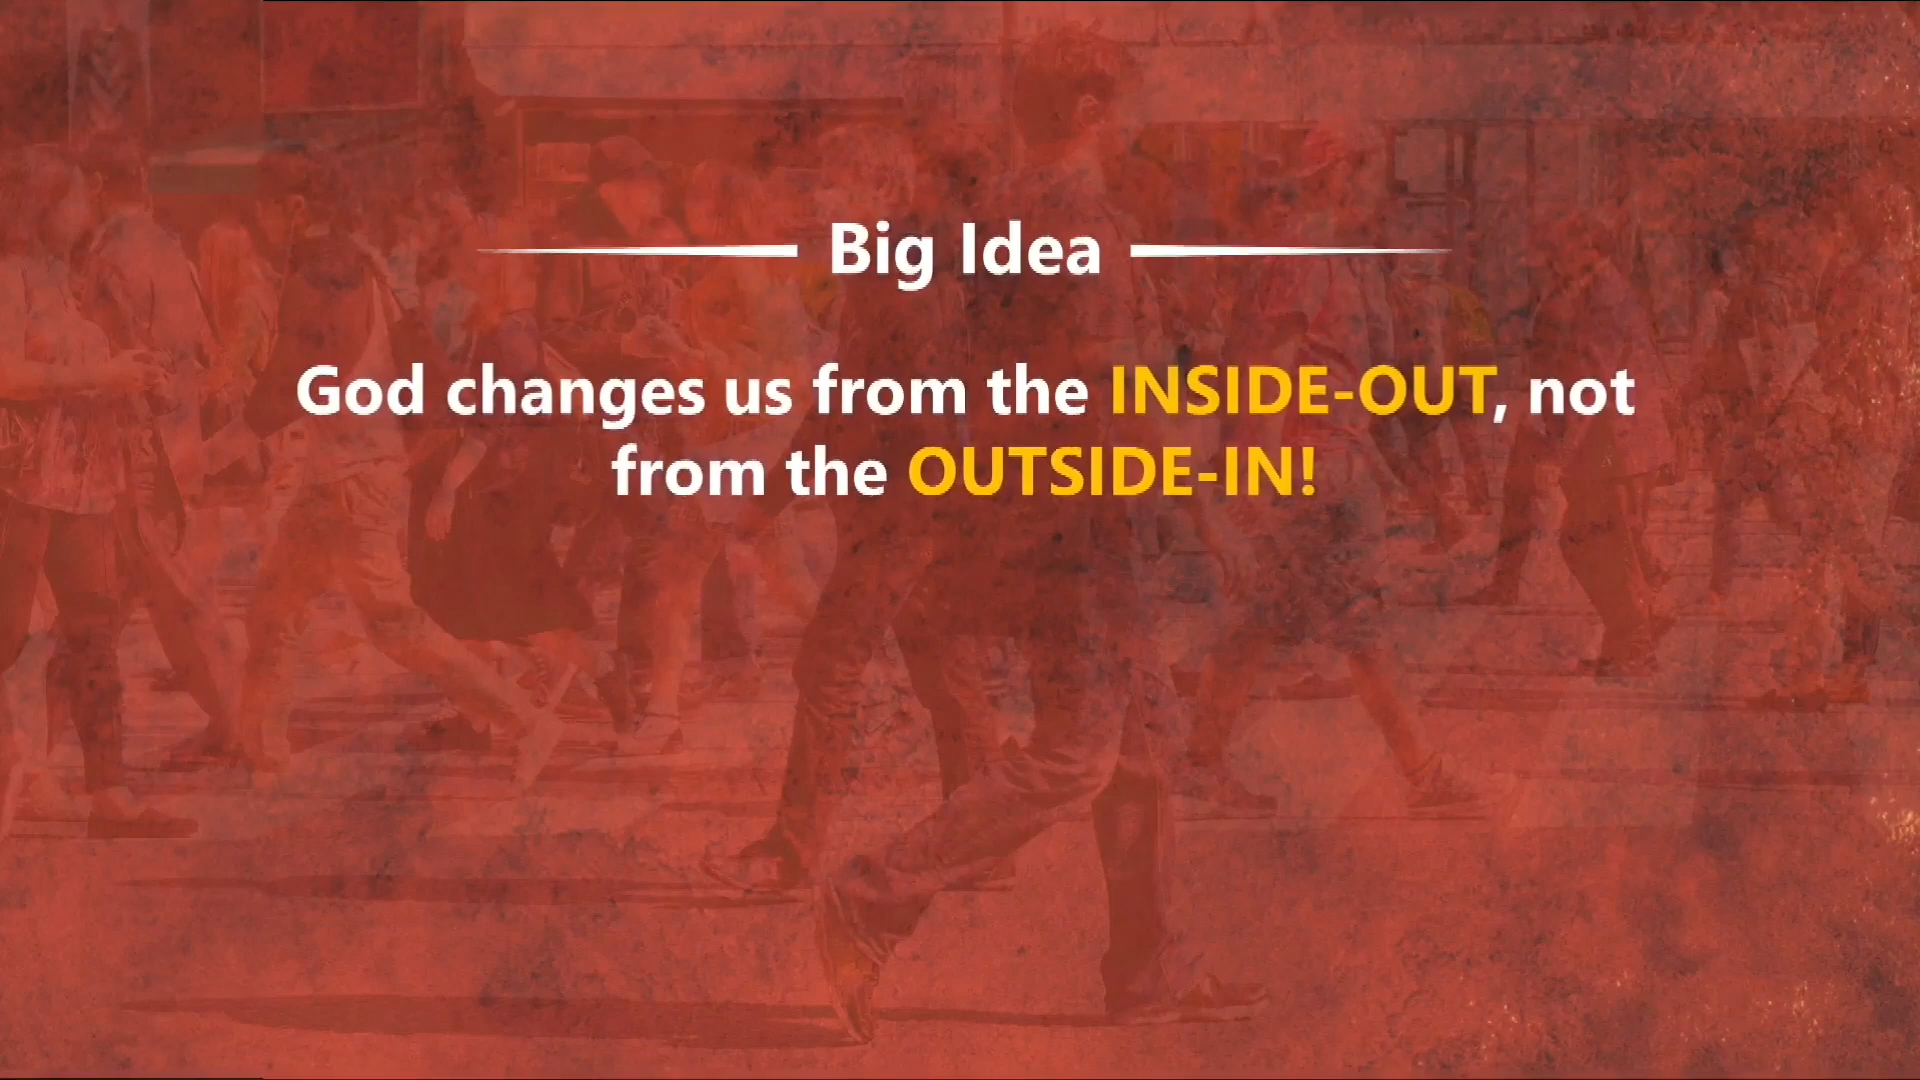 Big Idea
God changes us from the INSIDE-OUT, not
from the OUTSIDE-IN!